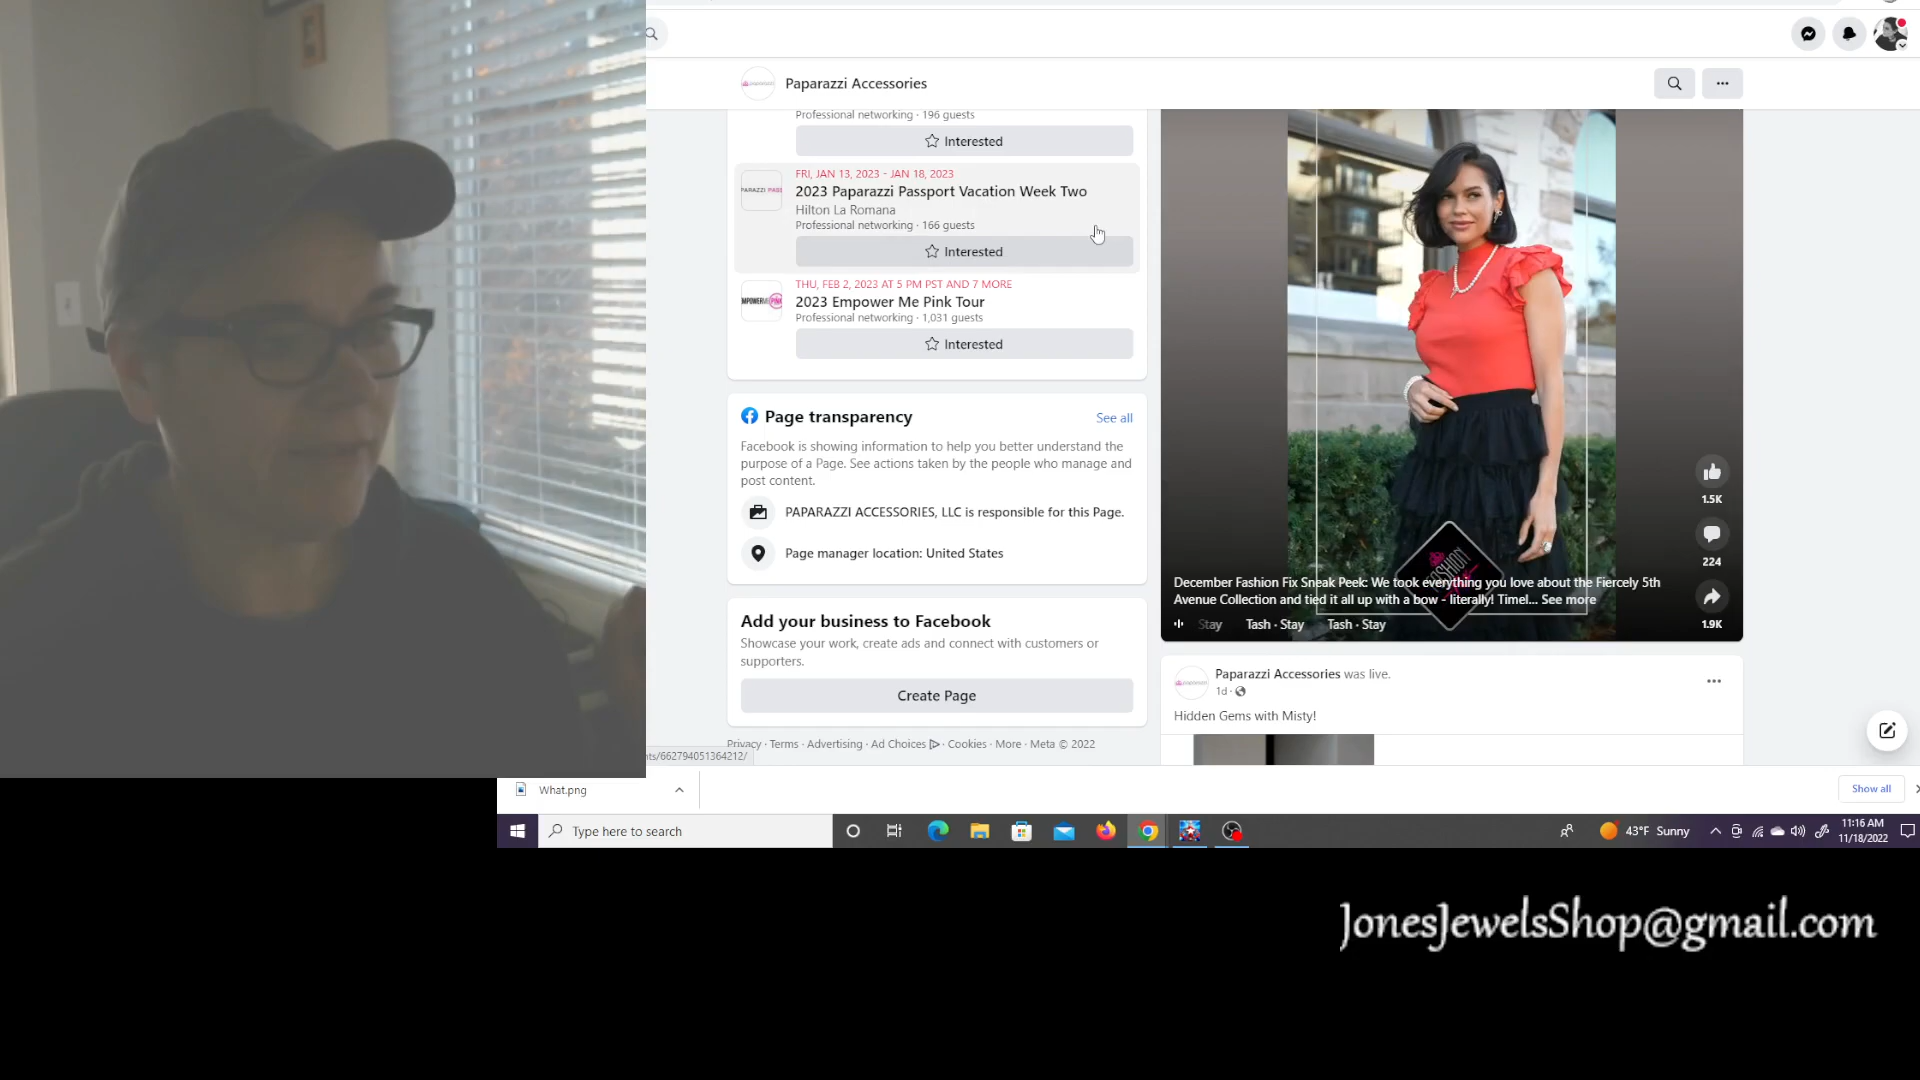 Paparazzi Accessories
Professional networking · 196 guests
Interested
FRI, JAN 13, 2023 - JAN 18, 2023
2023 Paparazzi Passport Vacation Week Two
Hilton La Romana
Professional networking · 166 guests
Interested
THU, FEB 2, 2023 AT 5 PM PST AND 7 MORE
2023 Empower Me Pink Tour
Professional networking · 1,031 guests
Interested
Page transparency
See all
Facebook is showing information to help you better understand the
purpose of a Page. See actions taken by the people who manage and
post content.
PAPARAZZI ACCESSORIES, LLC is responsible for this Page.
Page manager location: United States
Add your business to Facebook
Showcase your work, create ads and connect with customers or
supporters.
Create Page
Privacy · Terms · Advertising · Ad Choices · Cookies · More · Meta © 2022
nts/662794051364212/
1.5K
224
1.9K
FASHION
December Fashion Fix Sneak Peek: We took everything you love about the Fiercely 5th
Avenue Collection and tied it all up with a bow - literally! Timel... See more
Stay Tash · Stay Tash · Stay
Paparazzi Accessories was live.
1d ·
Hidden Gems with Misty!
What.png
Show all
Type here to search
43°F Sunny
11:16 AM
11/18/2022
JonesJewelsShop@gmail.com